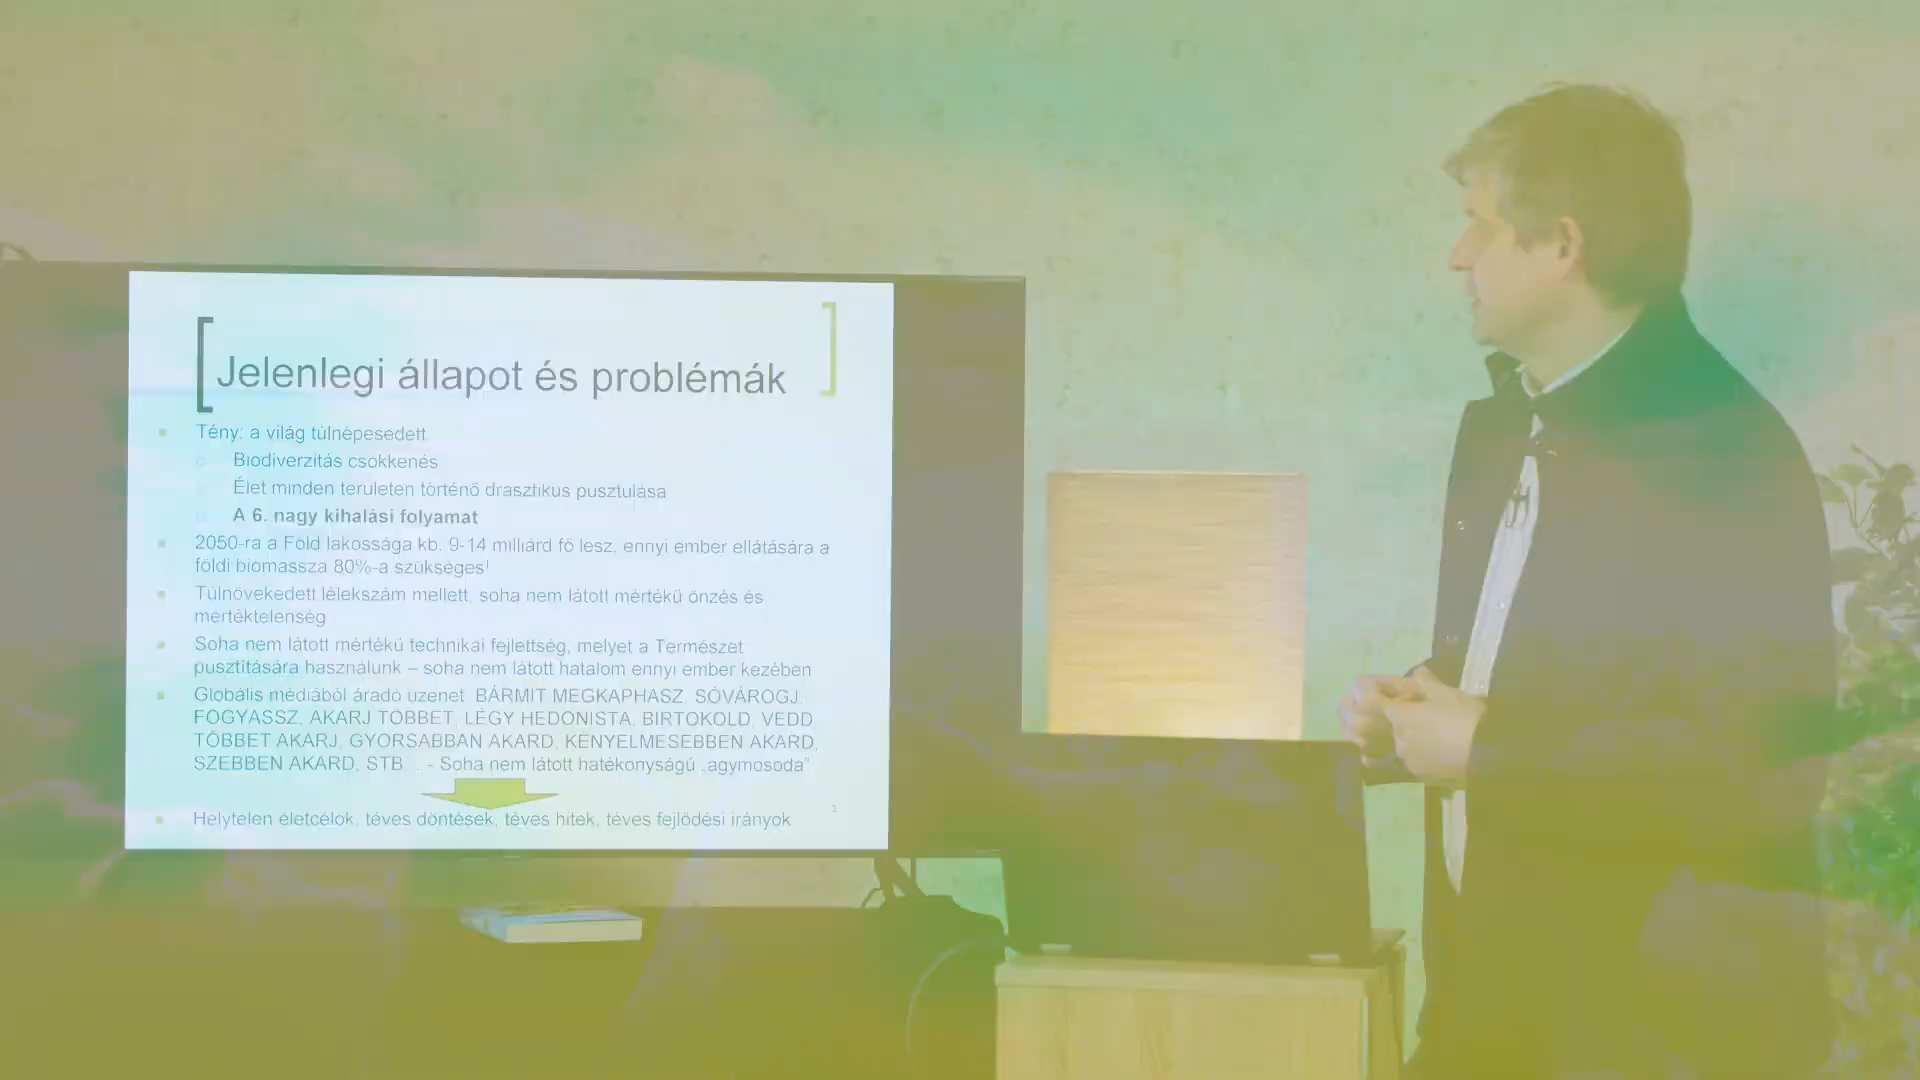 Jelenlegi állapot és problémák
Tény: a világ túlnépesedett
Biodiverzitás csökkenés
Élet minden területen történő drasztikus pusztulása
A 6. nagy kihalási folyamat
2050-ra a Föld lakossága kb. 9-14 milliárd fő lesz, ennyi ember ellátására a
földi biomassza 80%-a szükséges!
Túlnövekedett lélekszám mellett, soha nem látott mértékű önzés és
mértéktelenség
Soha nem látott mértékű technikai fejlettség, melyet a Természet
pusztítására használunk – soha nem látott hatalom ennyi ember kezében
Globális médiából áradó üzenet: BÁRMIT MEGKAPHASZ, SÓVÁROGJ,
FOGYASSZ, AKARJ TÖBBET, LÉGY HEDONISTA, BIRTOKOLD, VEDD,
TÖBBET AKARJ, GYORSABBAN AKARD, KÉNYELMESEBBEN AKARD,
SZEBBEN AKARD, STB... - Soha nem látott hatékonyságú „agymosoda"
Helytelen életcélok, téves döntések, téves hitek, téves fejlődési irányok